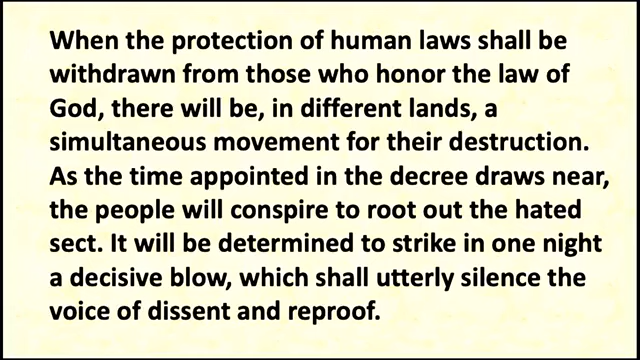 When the protection of human laws shall be
withdrawn from those who honor the law of
God, there will be, in different lands, a
simultaneous movement for their destruction.
As the time appointed in the decree draws near,
the people will conspire to root out the hated
sect. It will be determined to strike in one night
a decisive blow, which shall utterly silence the
voice of dissent and reproof.